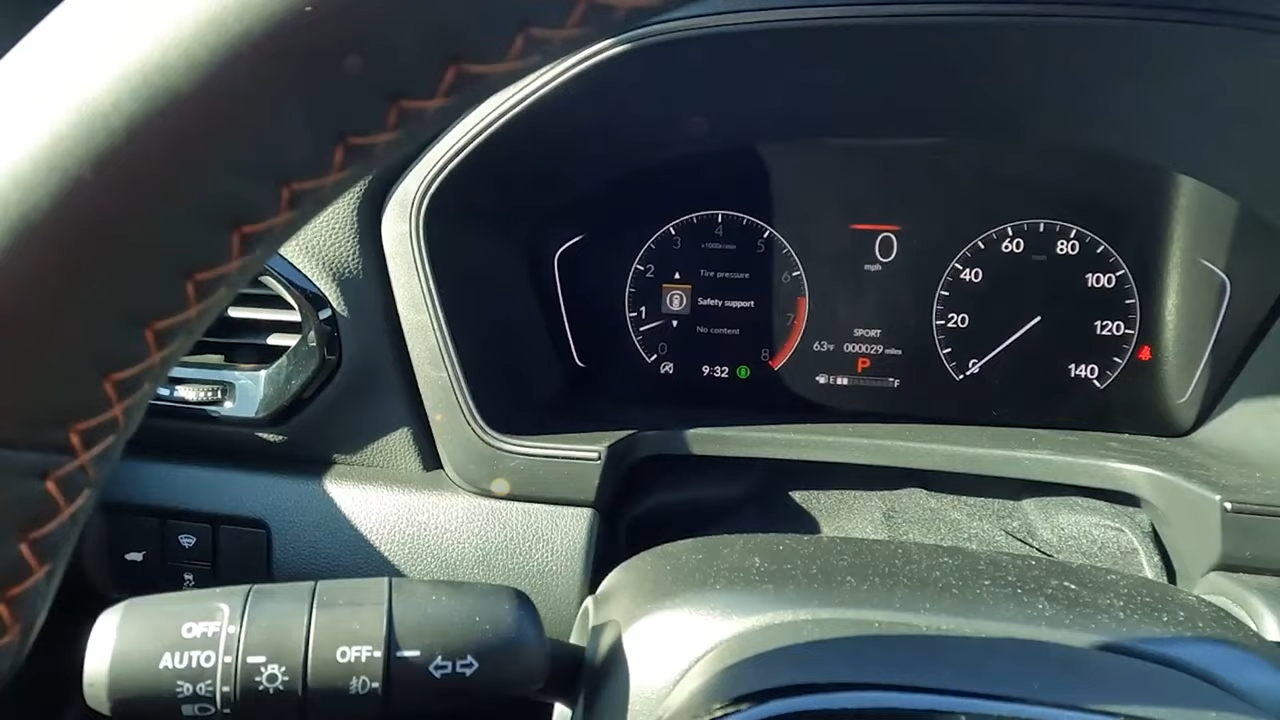 4
3
5
x1000r/min
2
6
Tire pressure
Safety support
1
7
No content
0
8
9:32
0
mph
SPORT
63°F 000029 miles
P
E F
60
80
mph
40
100
20
120
0
140
OFF
AUTO
OFF